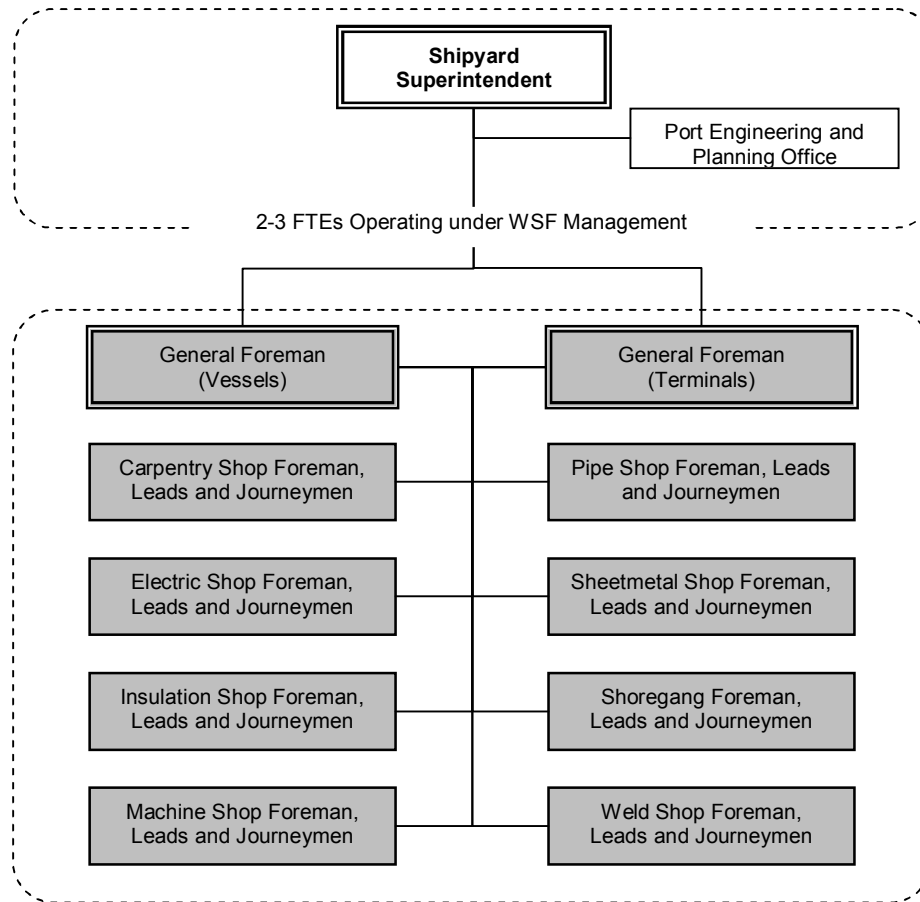 Shipyard
Superintendent
Port Engineering and
Planning Office
2-3 FTEs Operating under WSF Management
General Foreman
(Vessels)
General Foreman
(Terminals)
Carpentry Shop Foreman,
Leads and Journeymen
Pipe Shop Foreman, Leads
and Journeymen
Electric Shop Foreman,
Leads and Journeymen
Sheetmetal Shop Foreman,
Leads and Journeymen
Insulation Shop Foreman,
Leads and Journeymen
Shoregang Foreman,
Leads and Journeymen
Machine Shop Foreman,
Leads and Journeymen
Weld Shop Foreman,
Leads and Journeymen